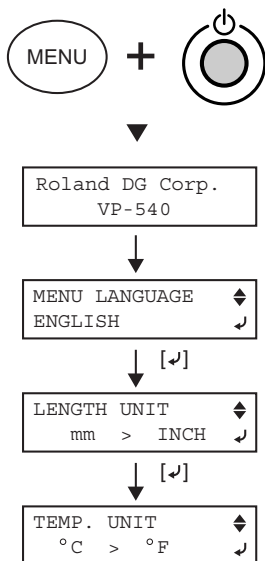 MENU +
Roland DG Corp.
VP-540
MENU LANGUAGE
ENGLISH ↵
[↵]
LENGTH UNIT
mm > INCH ↵
[↵]
TEMP. UNIT
°C > °F ↵